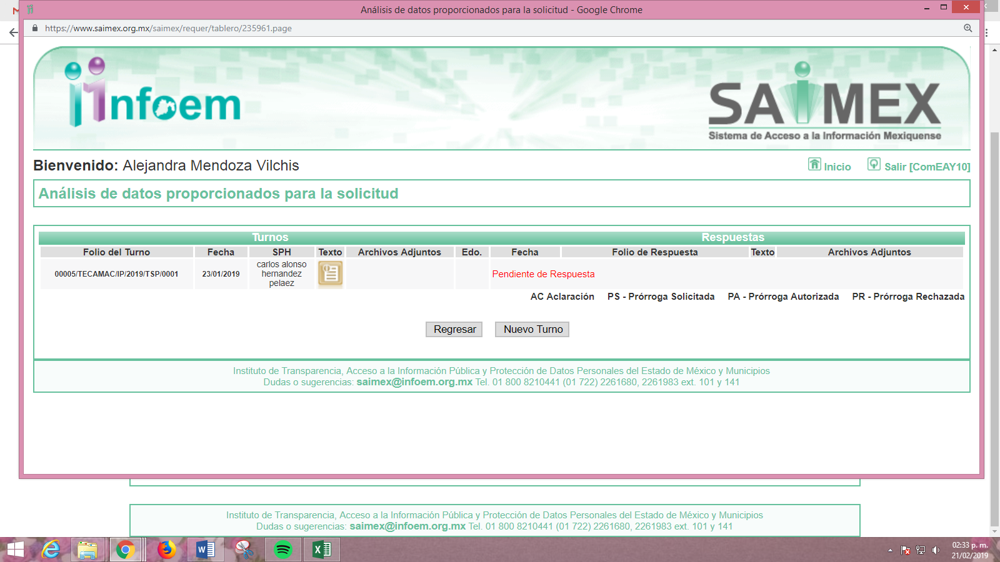 Análisis de datos proporcionados para la solicitud - Google Chrome
https://www.saimex.org.mx/saimex/requer/tablero/235961.page
infoem
SAiMEX
Sistema de Acceso a la Información Mexiquense
Bienvenido: Alejandra Mendoza Vilchis
Inicio Salir [ComEAY10]
Análisis de datos proporcionados para la solicitud
Turnos Respuestas
Folio del Turno Fecha SPH Texto Archivos Adjuntos Edo. Fecha Folio de Respuesta Texto Archivos Adjuntos
00005/TECAMAC/IP/2019/TSP/0001 23/01/2019 carlos alonso hernandez pelaez Pendiente de Respuesta
AC Aclaración PS - Prórroga Solicitada PA - Prórroga Autorizada PR - Prórroga Rechazada
Regresar Nuevo Turno
Instituto de Transparencia, Acceso a la Información Pública y Protección de Datos Personales del Estado de México y Municipios
Dudas o sugerencias: saimex@infoem.org.mx Tel. 01 800 8210441 (01 722) 2261680, 2261983 ext. 101 y 141
Instituto de Transparencia, Acceso a la Información Pública y Protección de Datos Personales del Estado de México y Municipios
Dudas o sugerencias: saimex@infoem.org.mx Tel. 01 800 8210441 (01 722) 2261680, 2261983 ext. 101 y 141
02:33 p. m.
21/02/2019